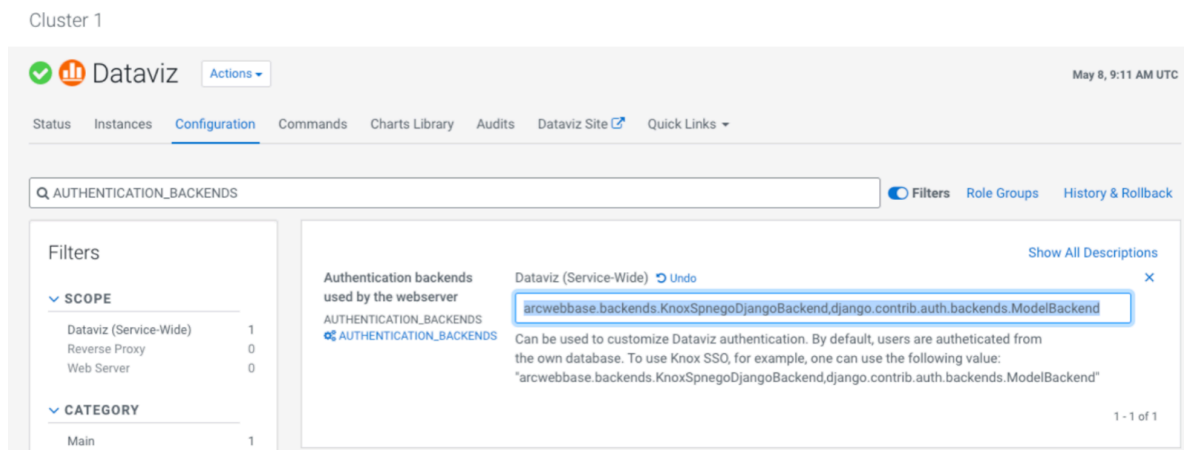 Cluster 1
Dataviz
Actions
May 8, 9:11 AM UTC
Status Instances Configuration Commands Charts Library Audits Dataviz Site Quick Links
AUTHENTICATION_BACKENDS
Filters Role Groups History & Rollback
Filters
SCOPE
Dataviz (Service-Wide) 1
Reverse Proxy 0
Web Server 0
CATEGORY
Main 1
Show All Descriptions
Authentication backends
used by the webserver
AUTHENTICATION_BACKENDS
AUTHENTICATION_BACKENDS
Dataviz (Service-Wide) Undo
arcwebbase.backends.KnoxSpnegoDjangoBackend,django.contrib.auth.backends.ModelBackend
Can be used to customize Dataviz authentication. By default, users are autheticated from
the own database. To use Knox SSO, for example, one can use the following value:
"arcwebbase.backends.KnoxSpnegoDjangoBackend,django.contrib.auth.backends.ModelBackend"
1 - 1 of 1